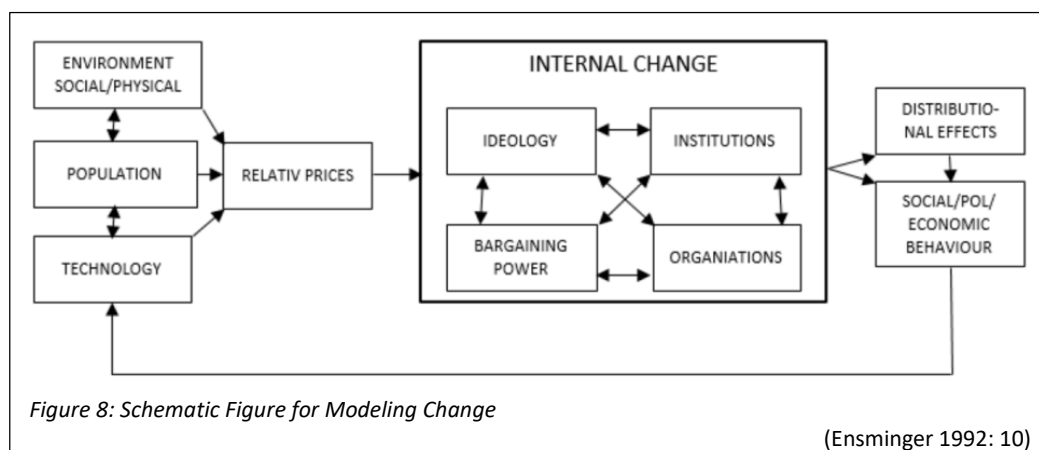 ENVIRONMENT
SOCIAL/PHYSICAL
POPULATION
TECHNOLOGY
RELATIV PRICES
INTERNAL CHANGE
IDEOLOGY
INSTITUTIONS
BARGAINING
POWER
ORGANIATIONS
DISTRIBUTIO-
NAL EFFECTS
SOCIAL/POL/
ECONOMIC
BEHAVIOUR
Figure 8: Schematic Figure for Modeling Change
(Ensminger 1992: 10)